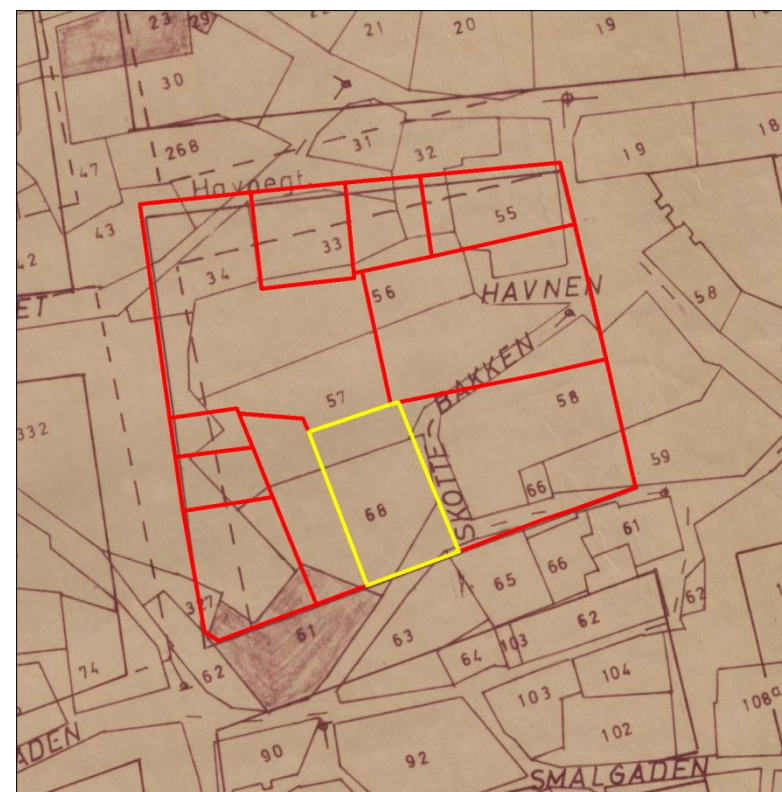 23 29 22 21 20 19 18
30
268 31 32 19 18
47
Havnegt.
43 33 55
42 34
56 HAVNEN 58
ET
BAKKEN
57 58
332
59
66
68 SKOTTE-
61
65 66
327 61 63 62 62
64 103
74 62
103 104 108a
102
ADEN 90 92
SMALGADEN